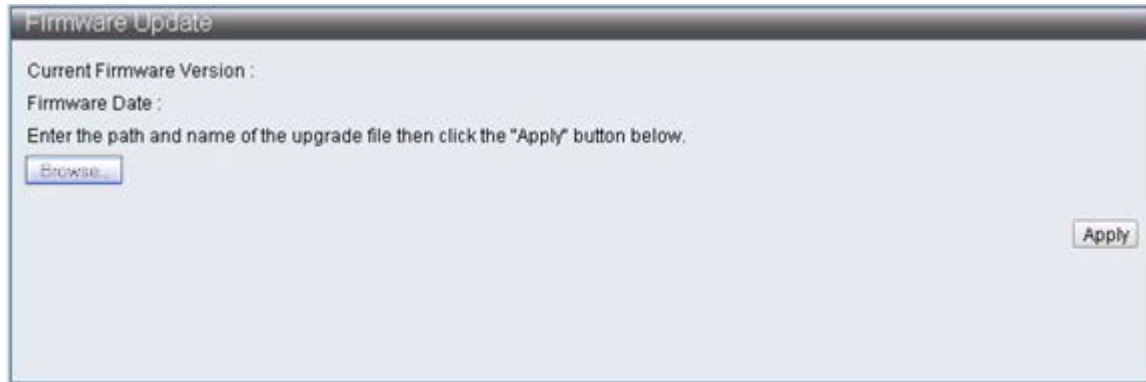 Firmware Update
Current Firmware Version :
Firmware Date :
Enter the path and name of the upgrade file then click the "Apply" button below.
Browse...
Apply